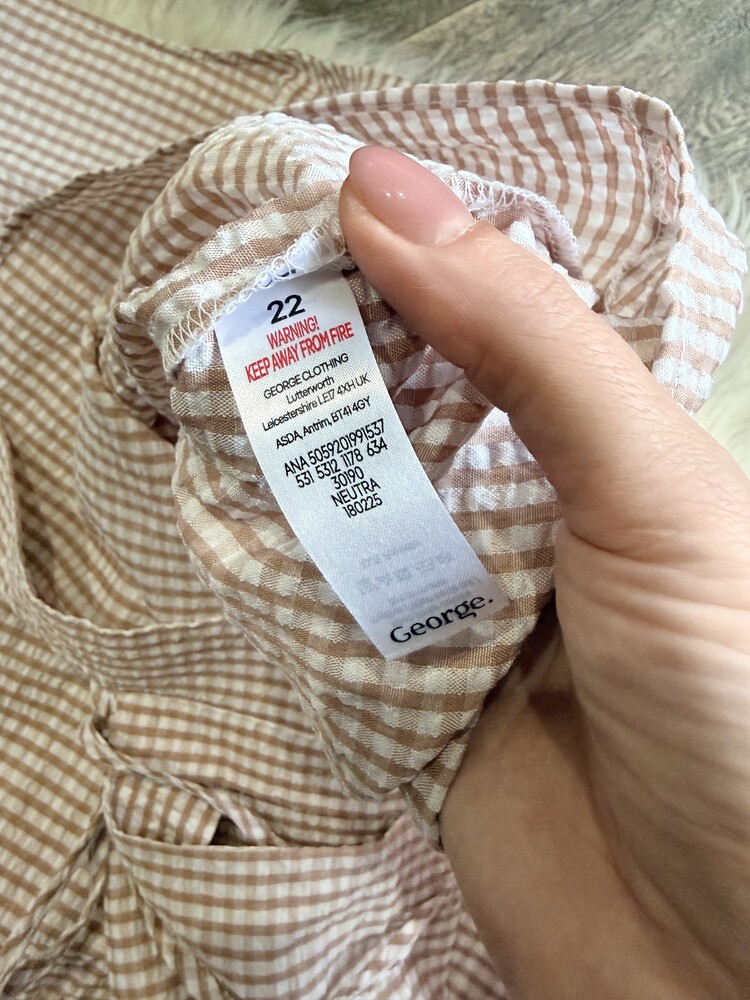 22
WARNING!
KEEP AWAY FROM FIRE
GEORGE CLOTHING
Lutterworth
Leicestershire LE17 4XH UK
ASDA, Antrim, BT41 4GY
ANA 5059201991537
531 5312 1178 634
30190
NEUTRA
180225
George.